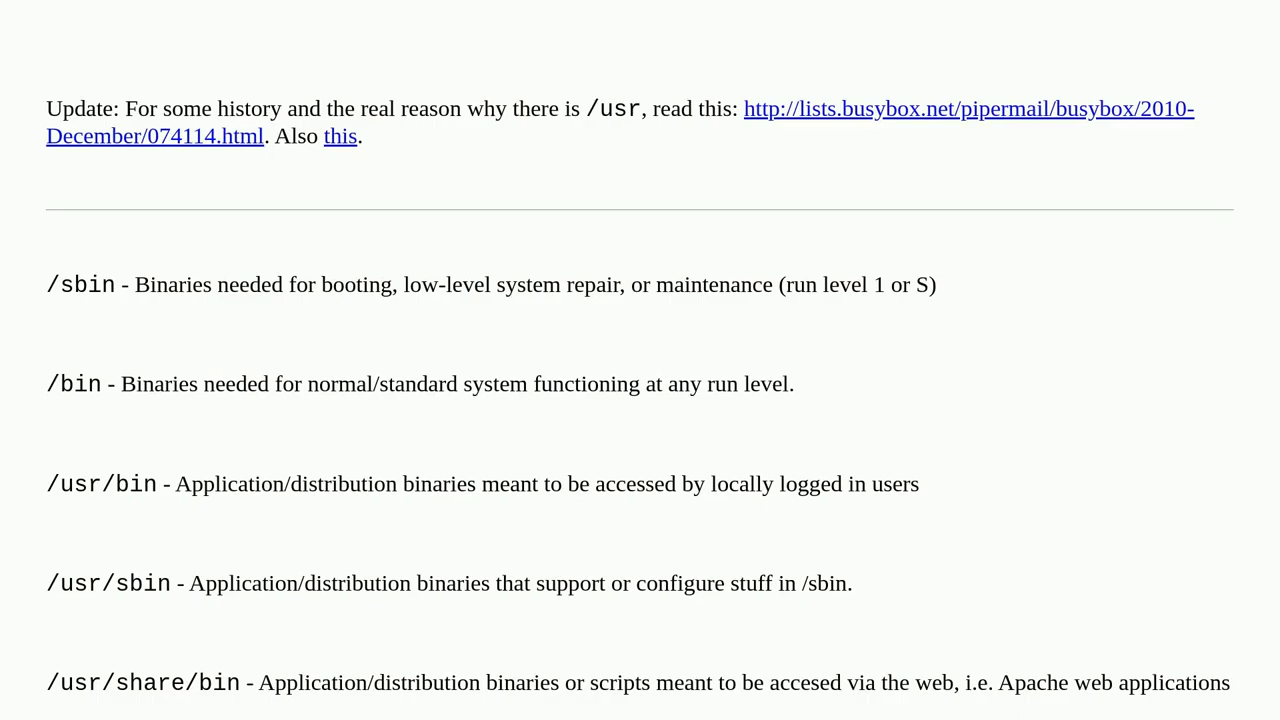 Update: For some history and the real reason why there is /usr, read this: http://lists.busybox.net/pipermail/busybox/2010-
December/074114.html. Also this.
/sbin - Binaries needed for booting, low-level system repair, or maintenance (run level 1 or S)
/bin - Binaries needed for normal/standard system functioning at any run level.
/usr/bin - Application/distribution binaries meant to be accessed by locally logged in users
/usr/sbin - Application/distribution binaries that support or configure stuff in /sbin.
/usr/share/bin - Application/distribution binaries or scripts meant to be accesed via the web, i.e. Apache web applications